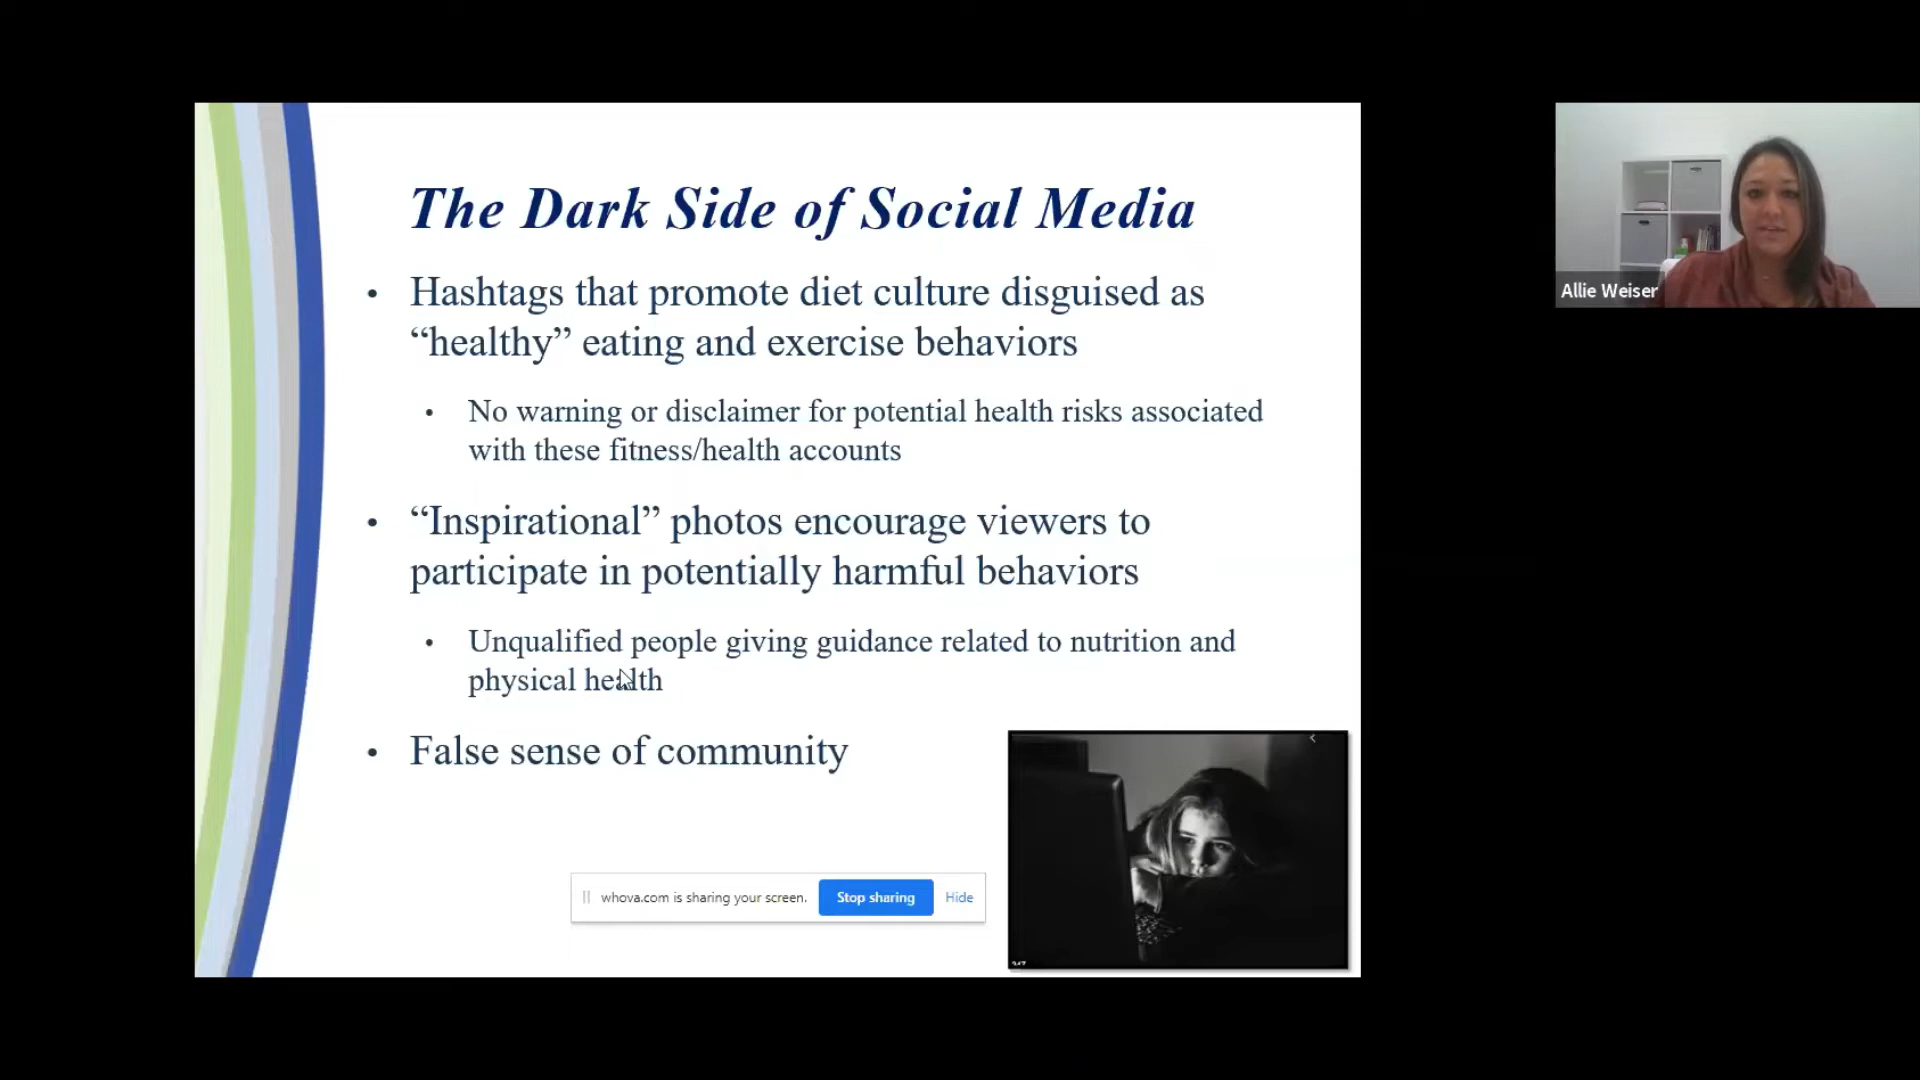 The Dark Side of Social Media
• Hashtags that promote diet culture disguised as
“healthy” eating and exercise behaviors
• No warning or disclaimer for potential health risks associated
with these fitness/health accounts
• “Inspirational” photos encourage viewers to
participate in potentially harmful behaviors
• Unqualified people giving guidance related to nutrition and
physical health
• False sense of community
whova.com is sharing your screen. Stop sharing Hide
Allie Weiser